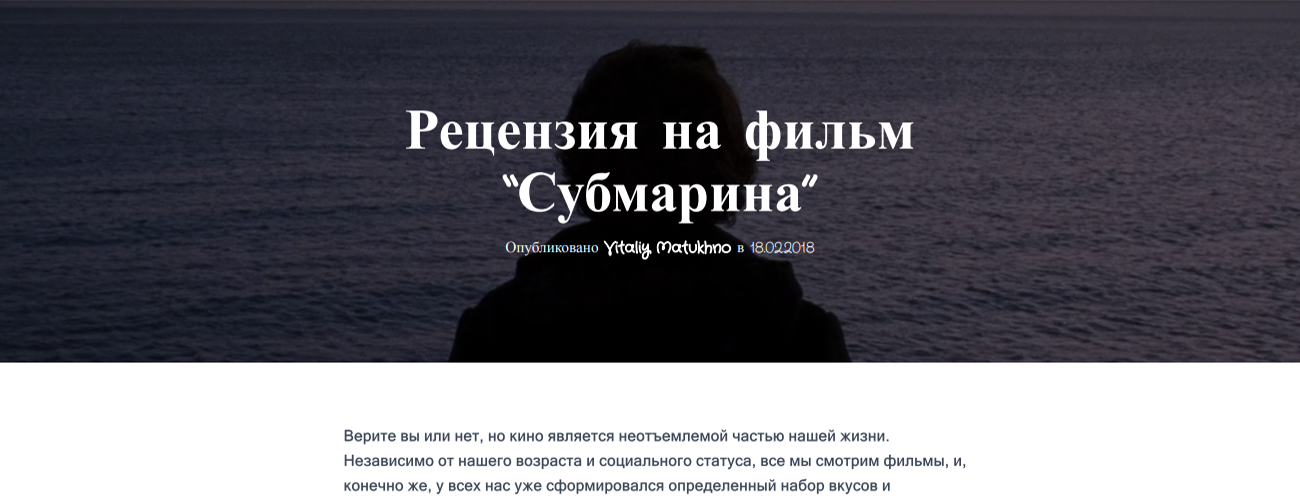 Рецензия на фильм
“Субмарина”
Опубликовано Vitaliy Matukhno в 18.02.2018
Верите вы или нет, но кино является неотъемлемой частью нашей жизни.
Независимо от нашего возраста и социального статуса, все мы смотрим фильмы, и,
конечно же, у всех нас уже сформировался определенный набор вкусов и